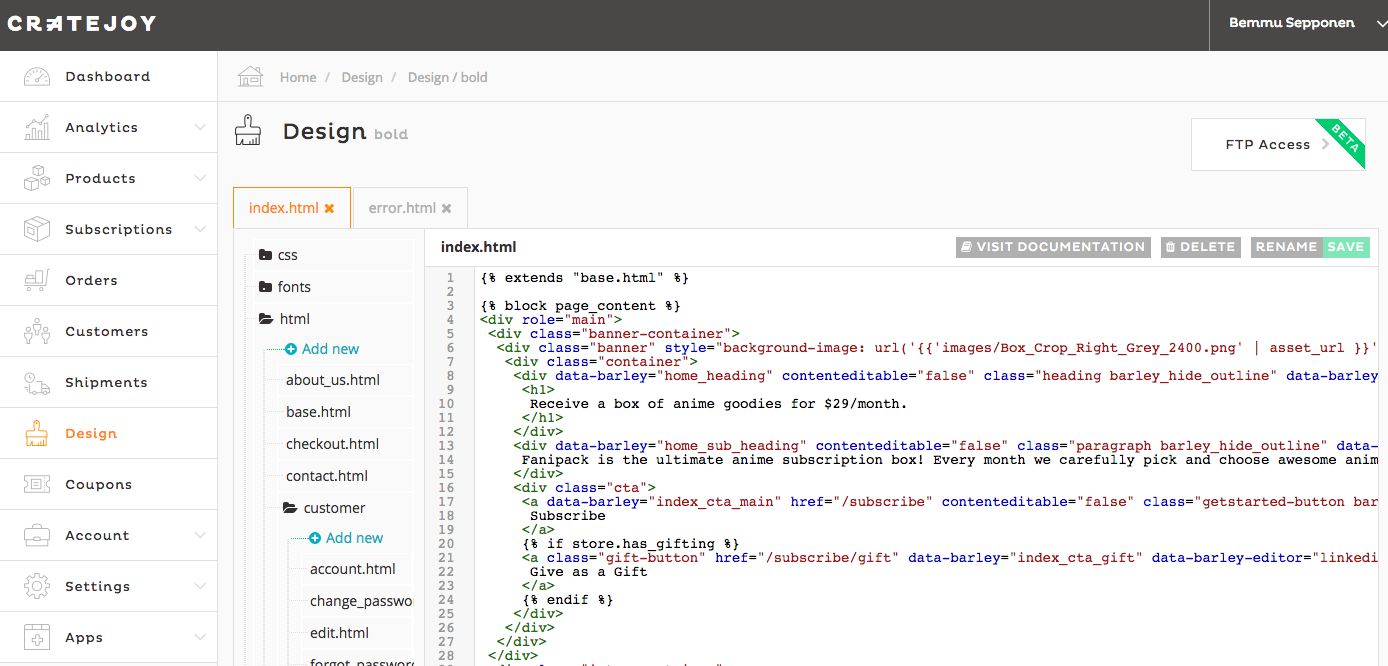 CRATEJOY
Bemmu Sepponen
Dashboard
Analytics
Products
Subscriptions
Orders
Customers
Shipments
Design
Coupons
Account
Settings
Apps
Home / Design / Design / bold
Design bold
FTP Access
BETA
index.html
error.html
css
fonts
html
Add new
about_us.html
base.html
checkout.html
contact.html
customer
Add new
account.html
change_passwo
edit.html
index.html
VISIT DOCUMENTATION
DELETE
RENAME
SAVE
1 {% extends "base.html" %}
2
3 {% block page_content %}
4 <div role="main">
5 <div class="banner-container">
6 <div class="banner" style="background-image: url('{{'images/Box_Crop_Right_Grey_2400.png' | asset_url }}'
7 <div class="container">
8 <div data-barley="home_heading" contenteditable="false" class="heading barley_hide_outline" data-barley
9 <h1>
10 Receive a box of anime goodies for $29/month.
11 </h1>
12 </div>
13 <div data-barley="home_sub_heading" contenteditable="false" class="paragraph barley_hide_outline" data-
14 Fanipack is the ultimate anime subscription box! Every month we carefully pick and choose awesome anim
15 </div>
16 <div class="cta">
17 <a data-barley="index_cta_main" href="/subscribe" contenteditable="false" class="getstarted-button bar
18 Subscribe
19 </a>
20 {% if store.has_gifting %}
21 <a class="gift-button" href="/subscribe/gift" data-barley="index_cta_gift" data-barley-editor="linkedi
22 Give as a Gift
23 </a>
24 {% endif %}
25 </div>
26 </div>
27 </div>
28 </div>